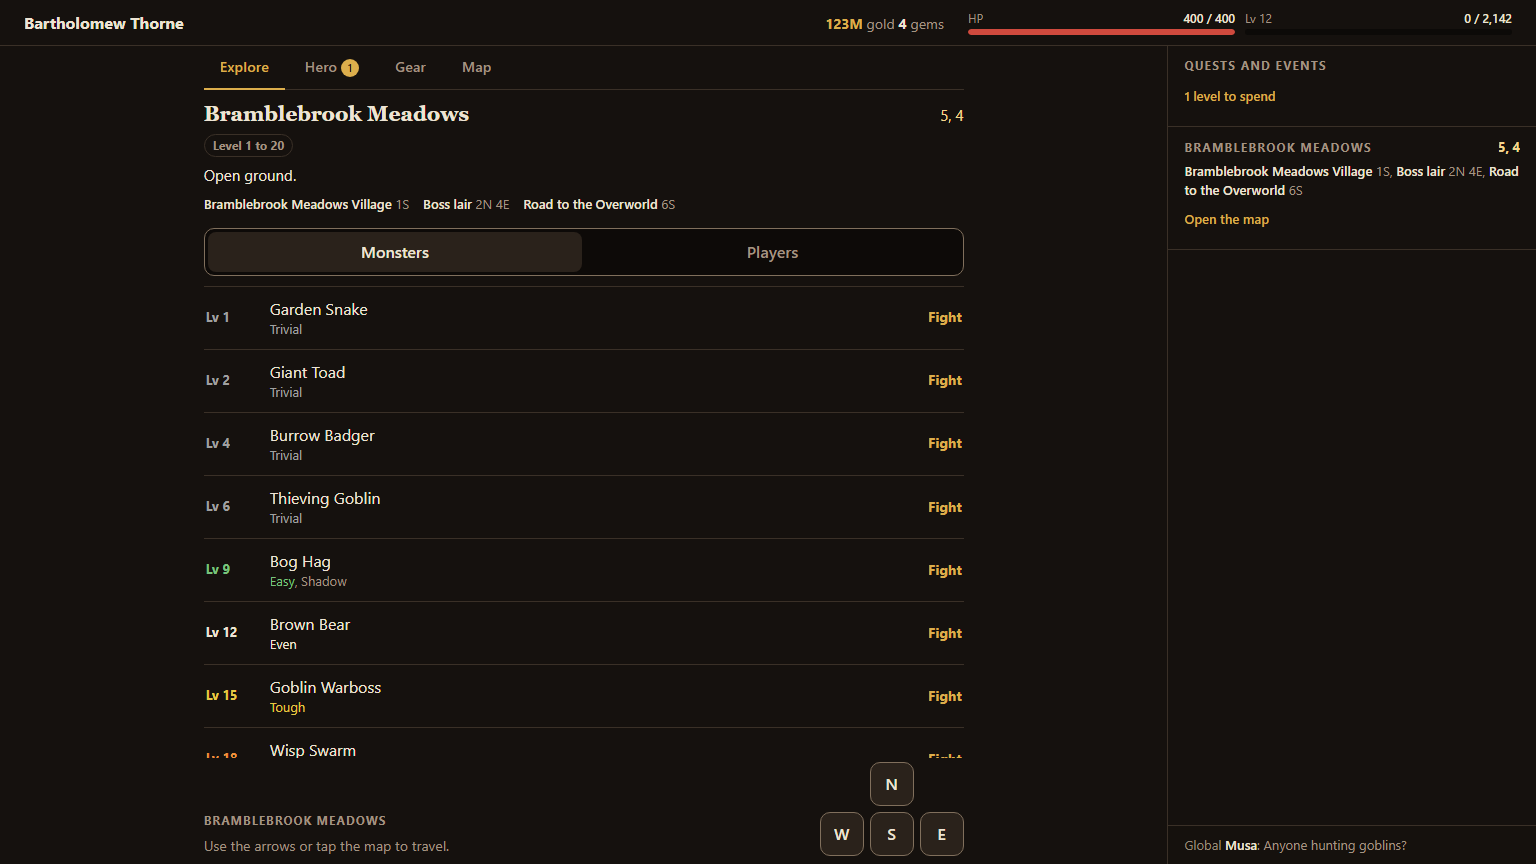 Bartholomew Thorne
123M gold 4 gems
HP 400 / 400
Lv 12 0 / 2,142
Explore
Hero 1
Gear
Map
Bramblebrook Meadows
5, 4
Level 1 to 20
Open ground.
Bramblebrook Meadows Village 1S Boss lair 2N 4E Road to the Overworld 6S
Monsters
Players
Lv 1 Garden Snake Fight
Trivial
Lv 2 Giant Toad Fight
Trivial
Lv 4 Burrow Badger Fight
Trivial
Lv 6 Thieving Goblin Fight
Trivial
Lv 9 Bog Hag Fight
Easy, Shadow
Lv 12 Brown Bear Fight
Even
Lv 15 Goblin Warboss Fight
Tough
Lv 18 Wisp Swarm Fight
N
W S E
BRAMBLEBROOK MEADOWS
Use the arrows or tap the map to travel.
QUESTS AND EVENTS
1 level to spend
BRAMBLEBROOK MEADOWS 5, 4
Bramblebrook Meadows Village 1S, Boss lair 2N 4E, Road
to the Overworld 6S
Open the map
Global Musa: Anyone hunting goblins?